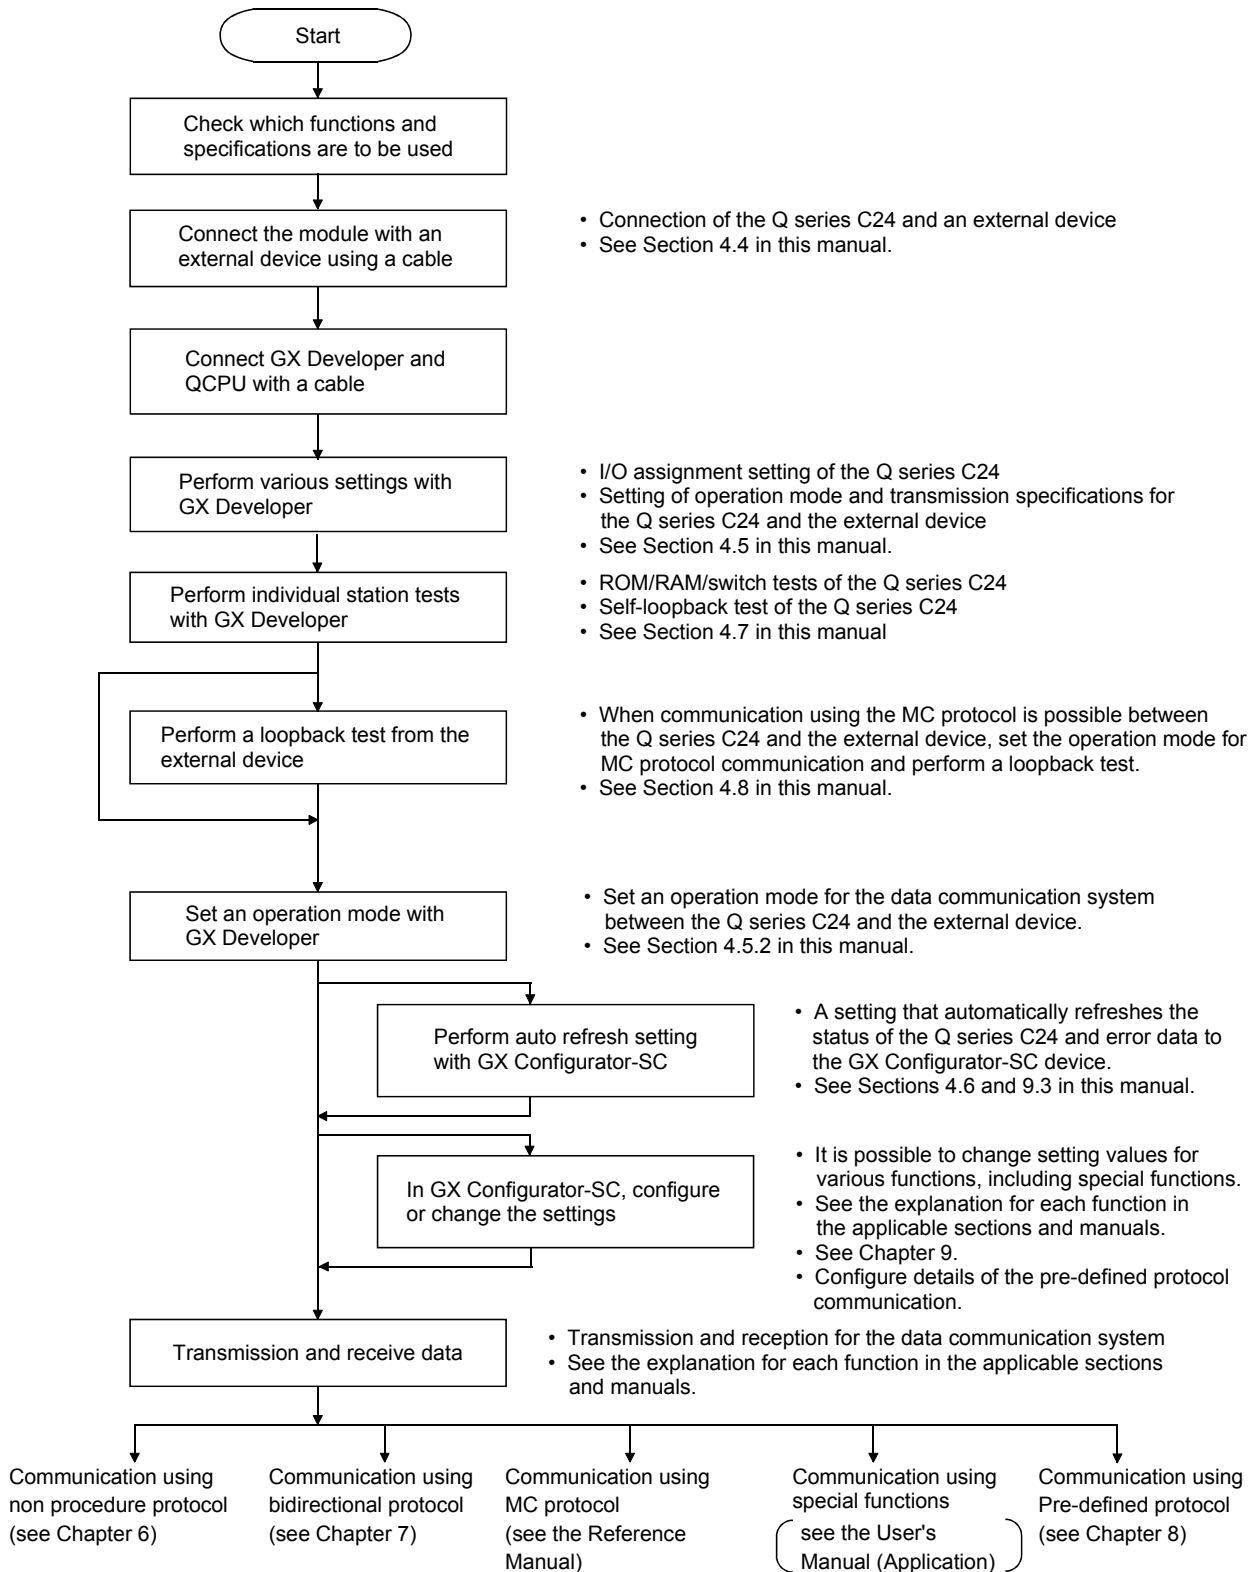 Start
Check which functions and
specifications are to be used
Connect the module with an
external device using a cable
• Connection of the Q series C24 and an external device
• See Section 4.4 in this manual.
Connect GX Developer and
QCPU with a cable
Perform various settings with
GX Developer
• I/O assignment setting of the Q series C24
• Setting of operation mode and transmission specifications for
the Q series C24 and the external device
• See Section 4.5 in this manual.
Perform individual station tests
with GX Developer
• ROM/RAM/switch tests of the Q series C24
• Self-loopback test of the Q series C24
• See Section 4.7 in this manual
Perform a loopback test from the
external device
• When communication using the MC protocol is possible between
the Q series C24 and the external device, set the operation mode for
MC protocol communication and perform a loopback test.
• See Section 4.8 in this manual.
Set an operation mode with
GX Developer
• Set an operation mode for the data communication system
between the Q series C24 and the external device.
• See Section 4.5.2 in this manual.
Perform auto refresh setting
with GX Configurator-SC
• A setting that automatically refreshes the
status of the Q series C24 and error data to
the GX Configurator-SC device.
• See Sections 4.6 and 9.3 in this manual.
In GX Configurator-SC, configure
or change the settings
• It is possible to change setting values for
various functions, including special functions.
• See the explanation for each function in
the applicable sections and manuals.
• See Chapter 9.
• Configure details of the pre-defined protocol
communication.
Transmission and receive data
• Transmission and reception for the data communication system
• See the explanation for each function in the applicable sections
and manuals.
Communication using
non procedure protocol
(see Chapter 6)
Communication using
bidirectional protocol
(see Chapter 7)
Communication using
MC protocol
(see the Reference
Manual)
Communication using
special functions
(see the User's
Manual (Application))
Communication using
Pre-defined protocol
(see Chapter 8)